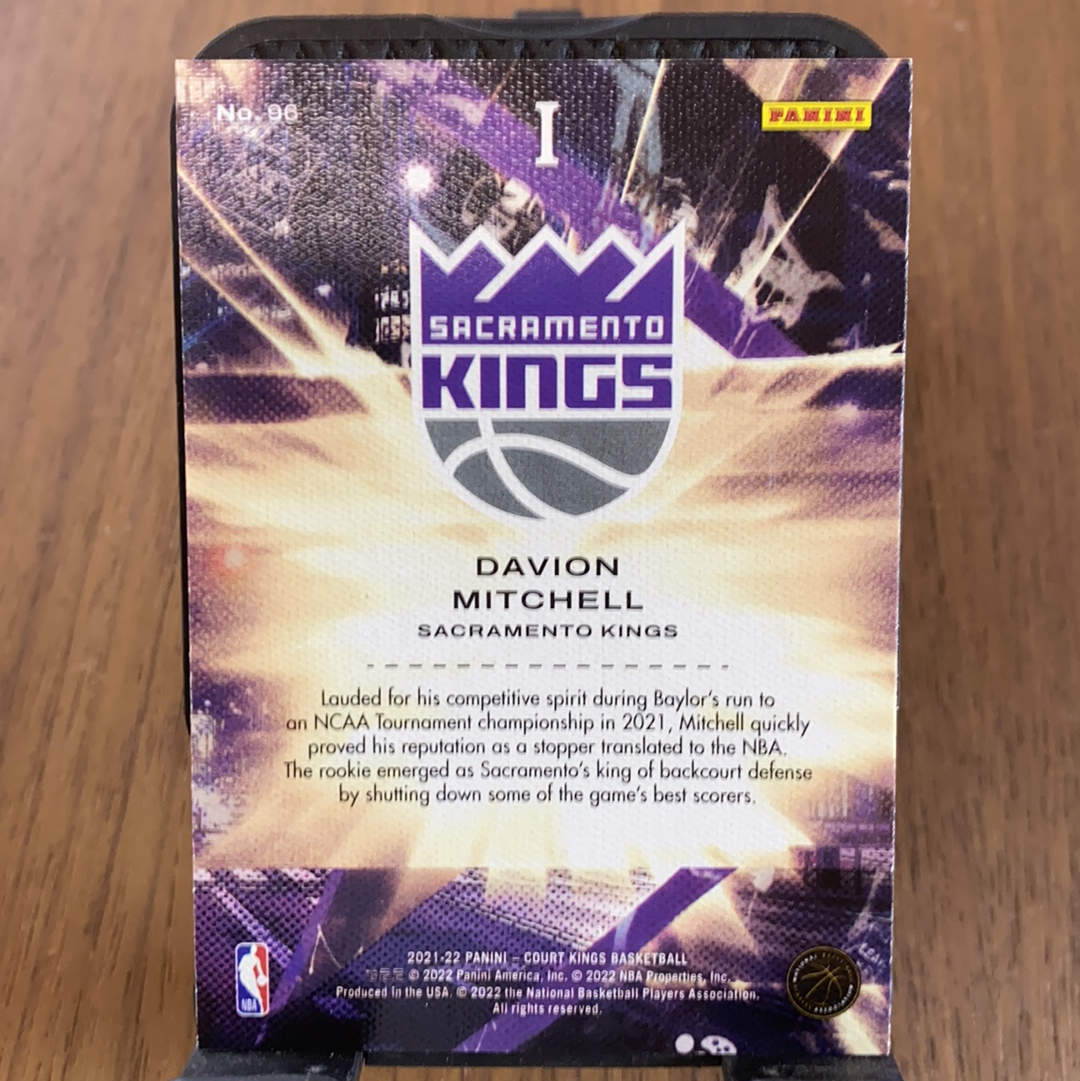 No. 96
I
PANINI
SACRAMENTO
KINGS
DAVION
MITCHELL
SACRAMENTO KINGS
Lauded for his competitive spirit during Baylor's run to
an NCAA Tournament championship in 2021, Mitchell quickly
proved his reputation as a stopper translated to the NBA.
The rookie emerged as Sacramento's king of backcourt defense
by shutting down some of the game's best scorers.
2021-22 PANINI – COURT KINGS BASKETBALL
© 2022 Panini America, Inc. © 2022 NBA Properties, Inc.
Produced in the USA. © 2022 the National Basketball Players Association.
All rights reserved.
NBA